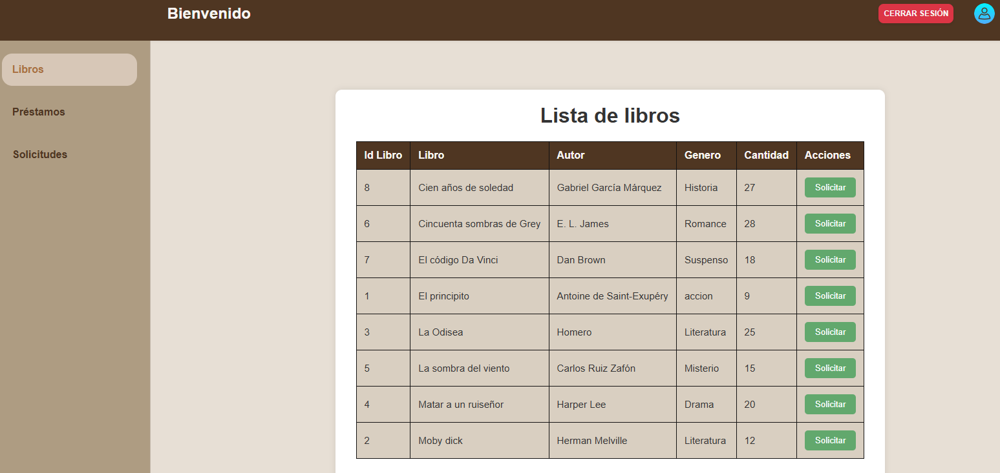 Bienvenido
CERRAR SESIÓN
Libros
Préstamos
Solicitudes
Lista de libros
Id Libro Libro Autor Genero Cantidad Acciones
8 Cien años de soledad Gabriel García Márquez Historia 27 Solicitar
6 Cincuenta sombras de Grey E. L. James Romance 28 Solicitar
7 El código Da Vinci Dan Brown Suspenso 18 Solicitar
1 El principito Antoine de Saint-Exupéry accion 9 Solicitar
3 La Odisea Homero Literatura 25 Solicitar
5 La sombra del viento Carlos Ruiz Zafón Misterio 15 Solicitar
4 Matar a un ruiseñor Harper Lee Drama 20 Solicitar
2 Moby dick Herman Melville Literatura 12 Solicitar